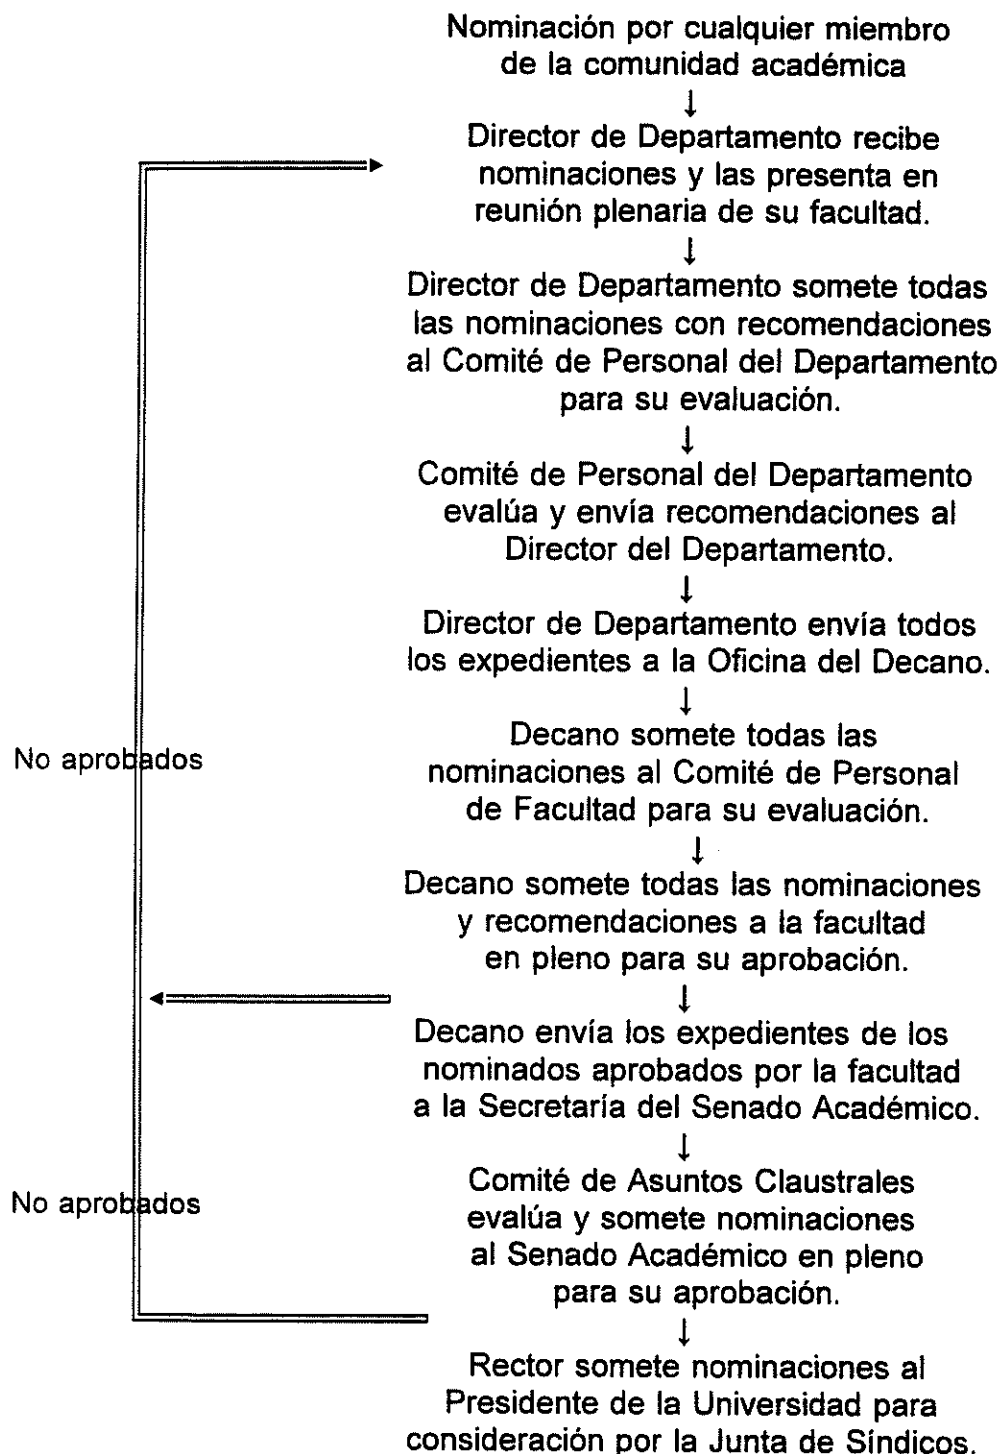 Nominación por cualquier miembro
de la comunidad académica
↓
Director de Departamento recibe
nominaciones y las presenta en
reunión plenaria de su facultad.
↓
Director de Departamento somete todas
las nominaciones con recomendaciones
al Comité de Personal del Departamento
para su evaluación.
↓
Comité de Personal del Departamento
evalúa y envía recomendaciones al
Director del Departamento.
↓
Director de Departamento envía todos
los expedientes a la Oficina del Decano.
↓
Decano somete todas las
nominaciones al Comité de Personal
de Facultad para su evaluación.
No aprobados
↓
Decano somete todas las nominaciones
y recomendaciones a la facultad
en pleno para su aprobación.
↓
Decano envía los expedientes de los
nominados aprobados por la facultad
a la Secretaría del Senado Académico.
↓
Comité de Asuntos Claustrales
evalúa y somete nominaciones
al Senado Académico en pleno
para su aprobación.
No aprobados
↓
Rector somete nominaciones al
Presidente de la Universidad para
consideración por la Junta de Síndicos.